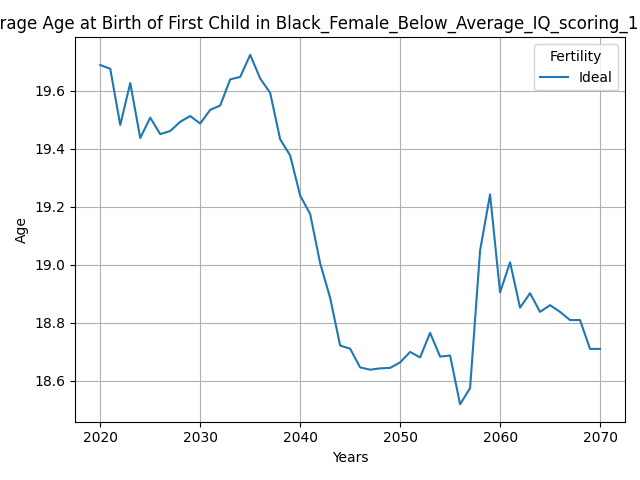 rage Age at Birth of First Child in Black_Female_Below_Average_IQ_scoring_1
Fertility
Ideal
19.6
19.4
19.2
19.0
18.8
18.6
Age
2020 2030 2040 2050 2060 2070
Years